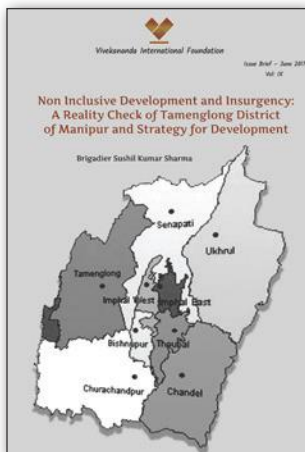 Vivekananda International Foundation
Issue Brief – June 2017
Vol: IX
Non Inclusive Development and Insurgency:
A Reality Check of Tamenglong District
of Manipur and Strategy for Development
Brigadier Sushil Kumar Sharma
Senapati
Ukhrul
Tamenglong
Imphal West
Imphal East
Bishnupur
Thoubal
Churachandpur
Chandel